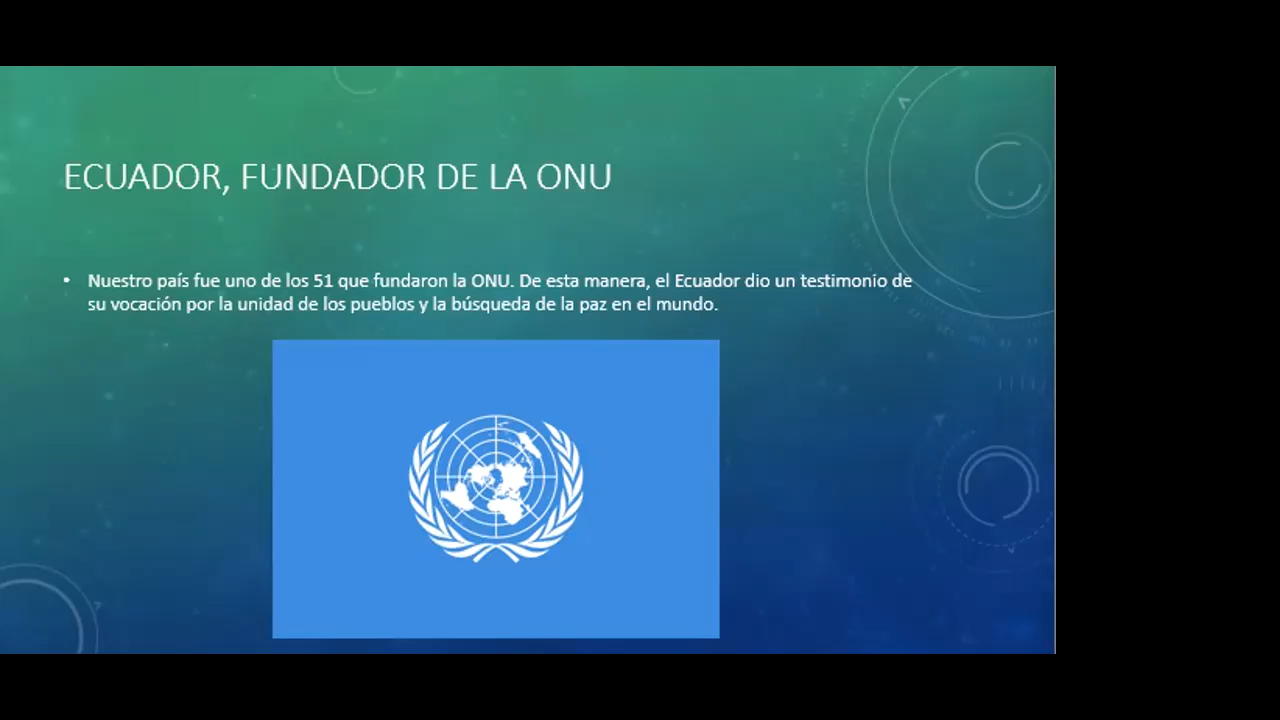 ECUADOR, FUNDADOR DE LA ONU
• Nuestro país fue uno de los 51 que fundaron la ONU. De esta manera, el Ecuador dio un testimonio de
su vocación por la unidad de los pueblos y la búsqueda de la paz en el mundo.